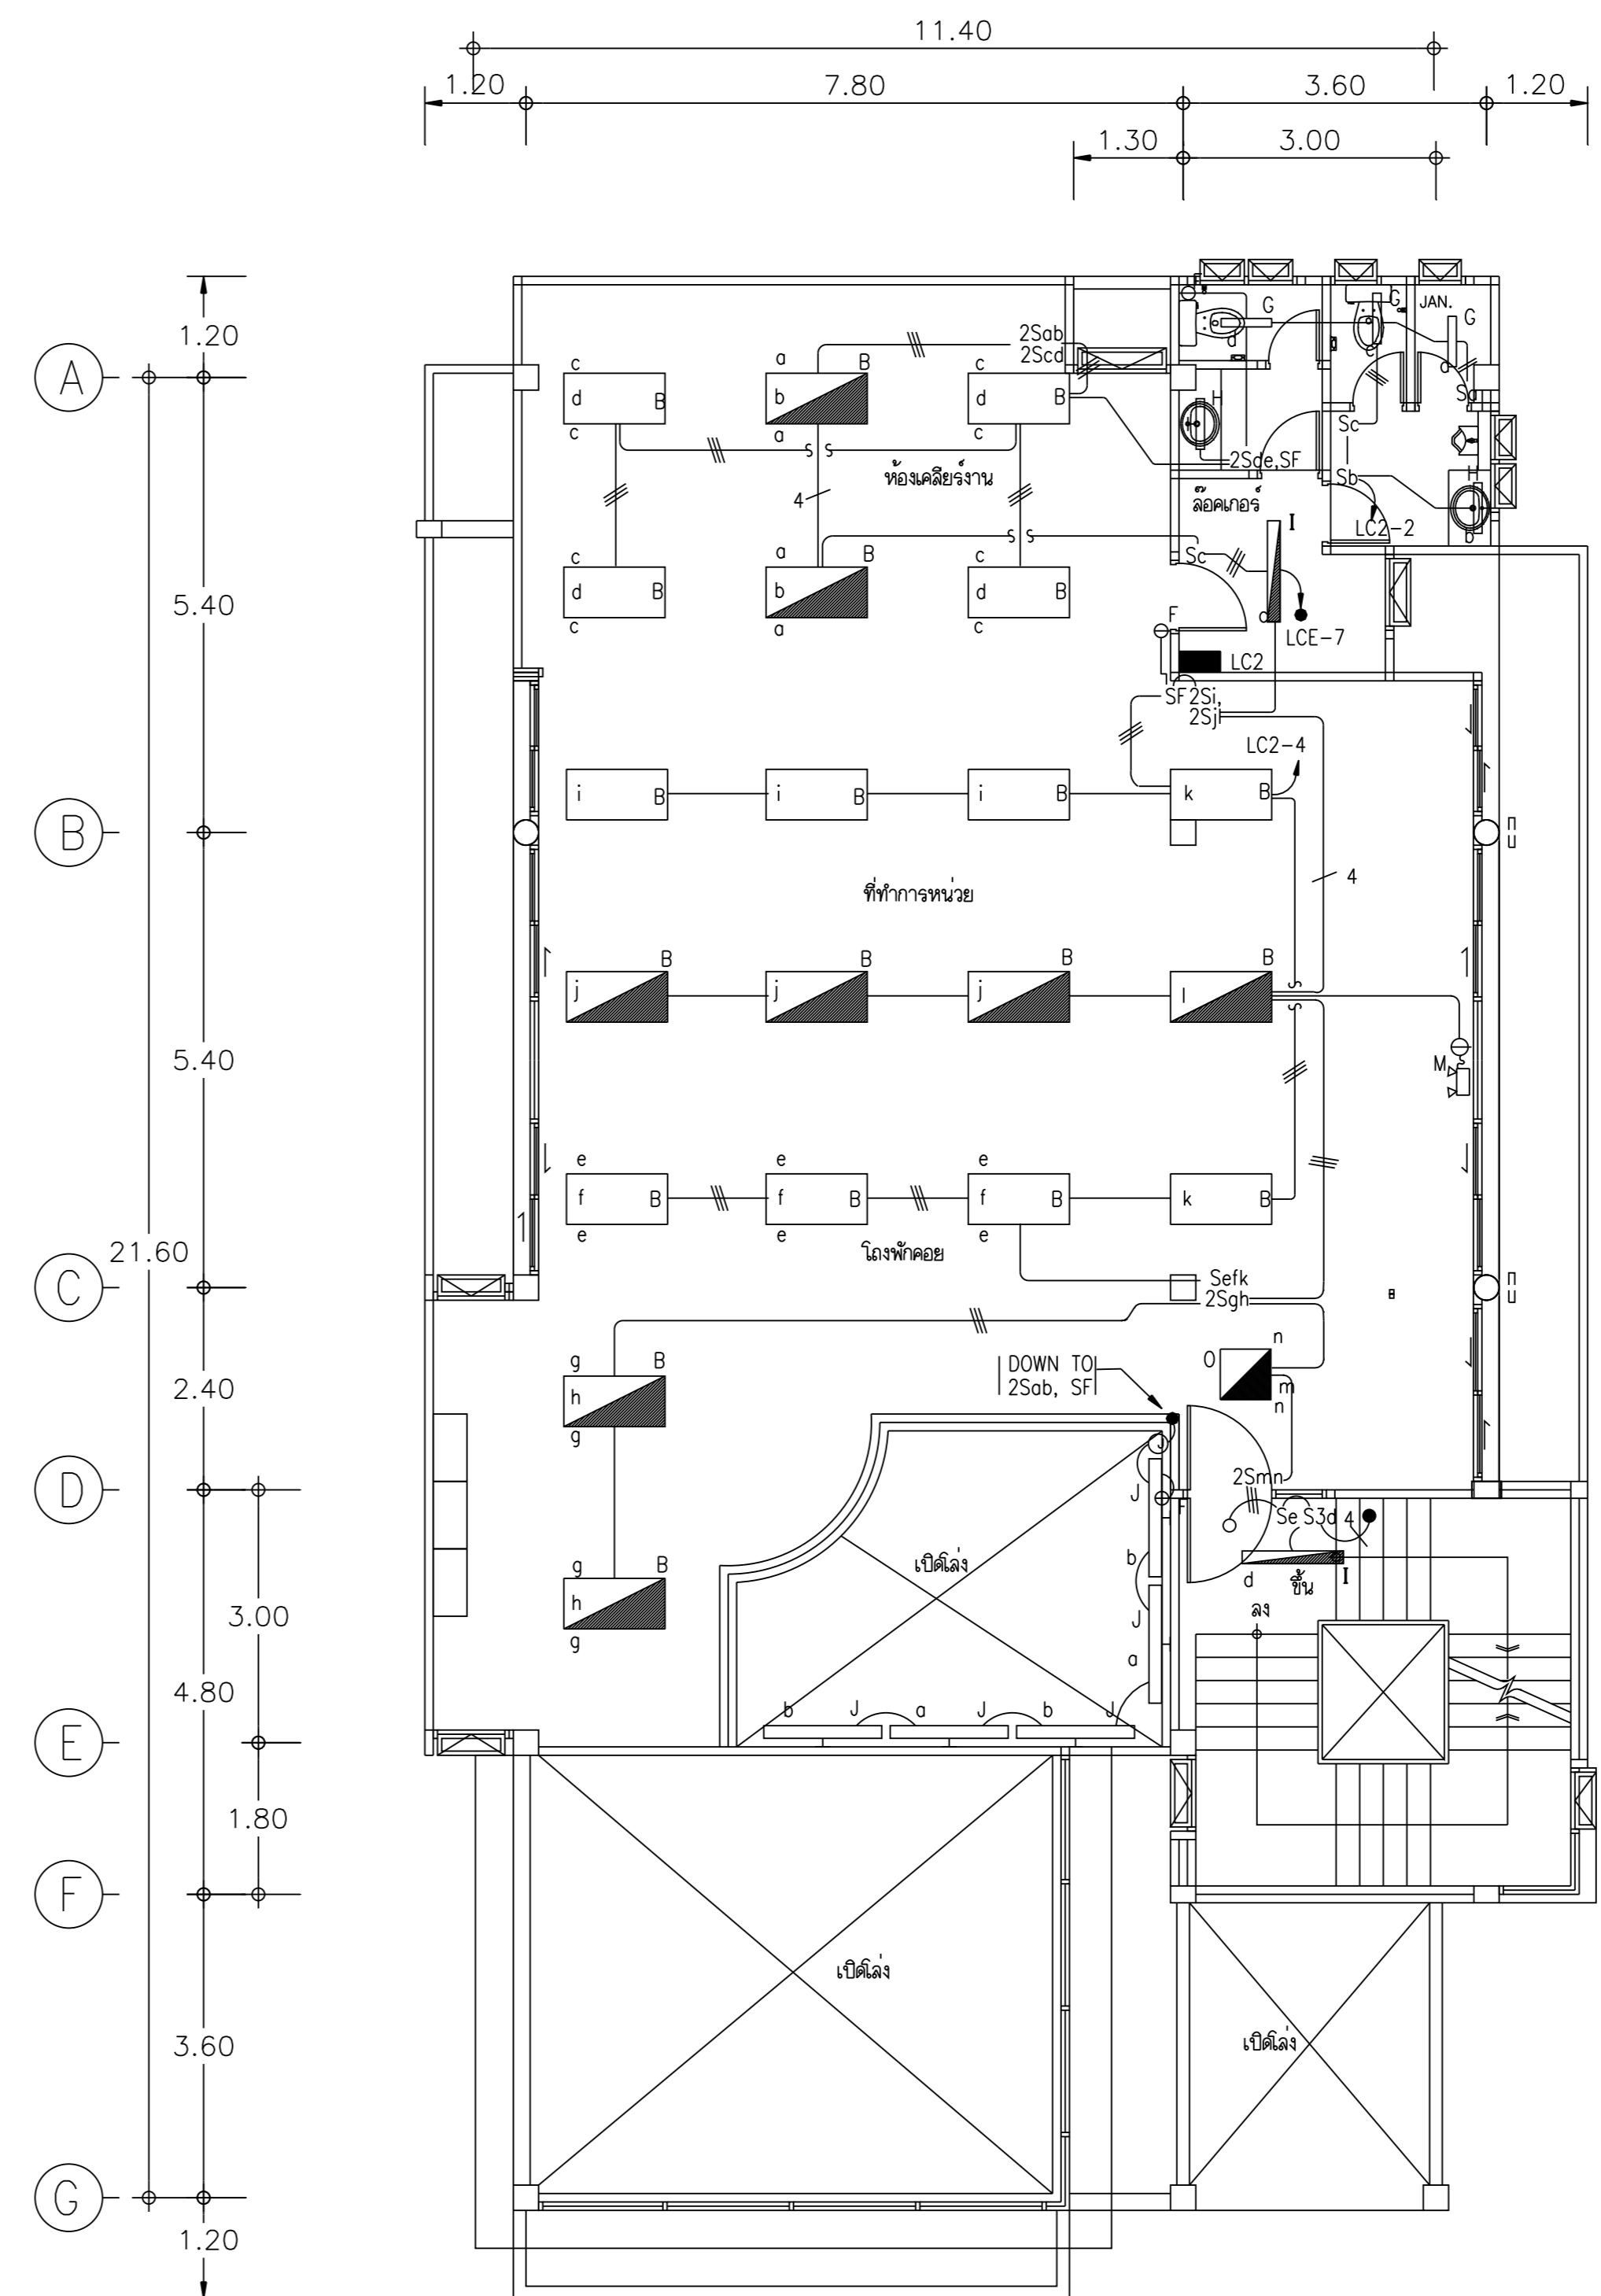 11.40
1.20 7.80 3.60 1.20
1.30 3.00
1.20
A
5.40
B
5.40
21.60
C
2.40
D
3.00
4.80
E
1.80
F
3.60
G
1.20
2Sab
2Scd
c
d B
c
a B
b
a
c
d B
c
G
a
G
c
JAN.
G
a
Sa
H
Sc
2Sde,SF
Sb
H
b
LC2-2
ห้องเคลียร์งาน
4
ล๊อคเกอร์
I
Sc
c
d B
c
a B
b
a
c
d B
c
F
LCE-7
LC2
SF 2Si,
2Sj
LC2-4
i B
i B
i B
k B
4
ที่ทำการหน่วย
j B
j B
j B
l B
M
e
f B
e
e
f B
e
e
f B
e
k B
โถงพักคอย
Sefk
2Sgh
g B
h
g
DOWN TO
2Sab, SF
O n
m
n
J
J
F
2Smn
Se S3d 4
g B
h
g
เปิดโล่ง
b
J
a
d ขึ้น I
ลง
b J a J b J
เปิดโล่ง
เปิดโล่ง